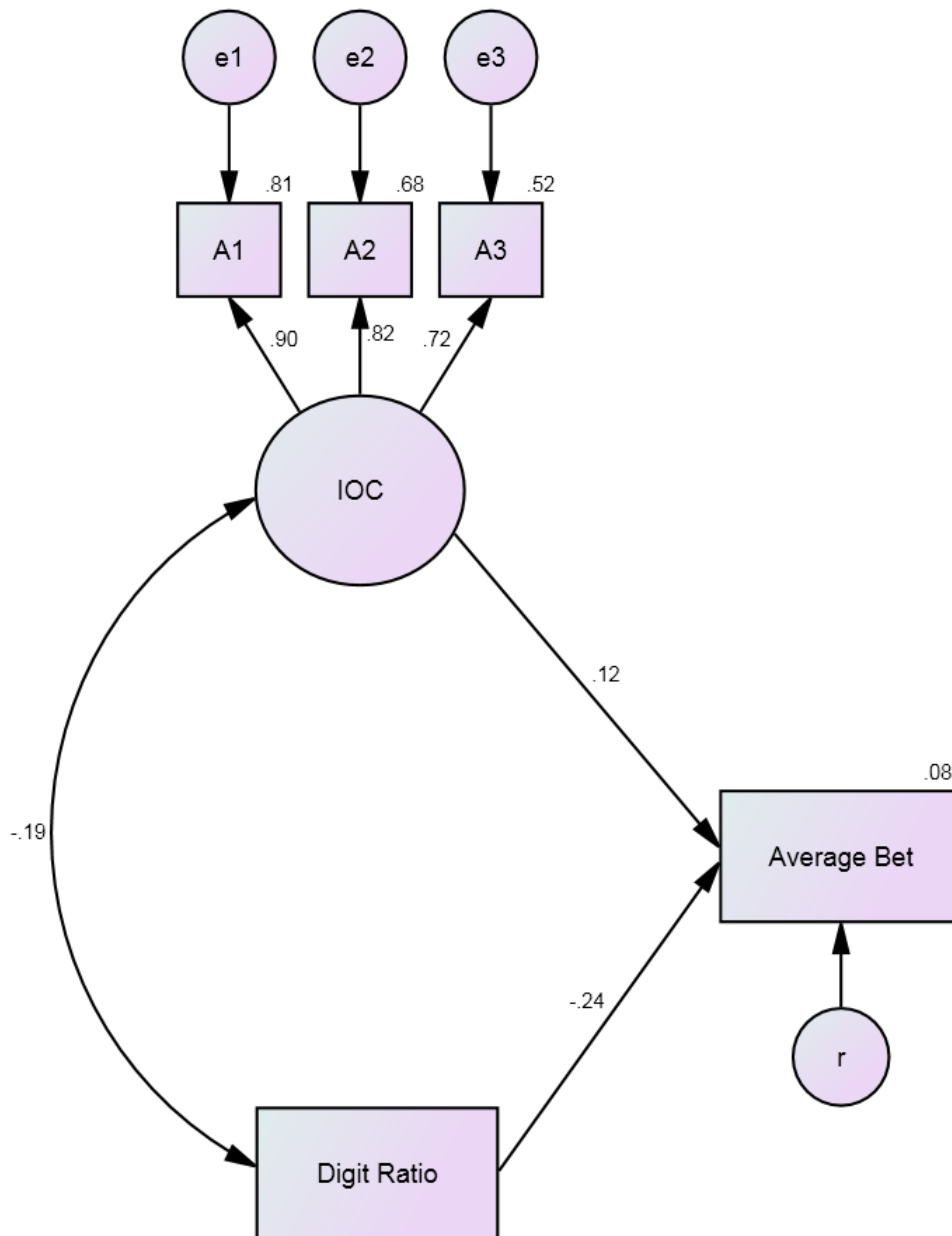 e1 e2 e3
.81 .68 .52
A1 A2 A3
.90 .82 .72
IOC
.12
.08
-.19
Average Bet
-.24
r
Digit Ratio